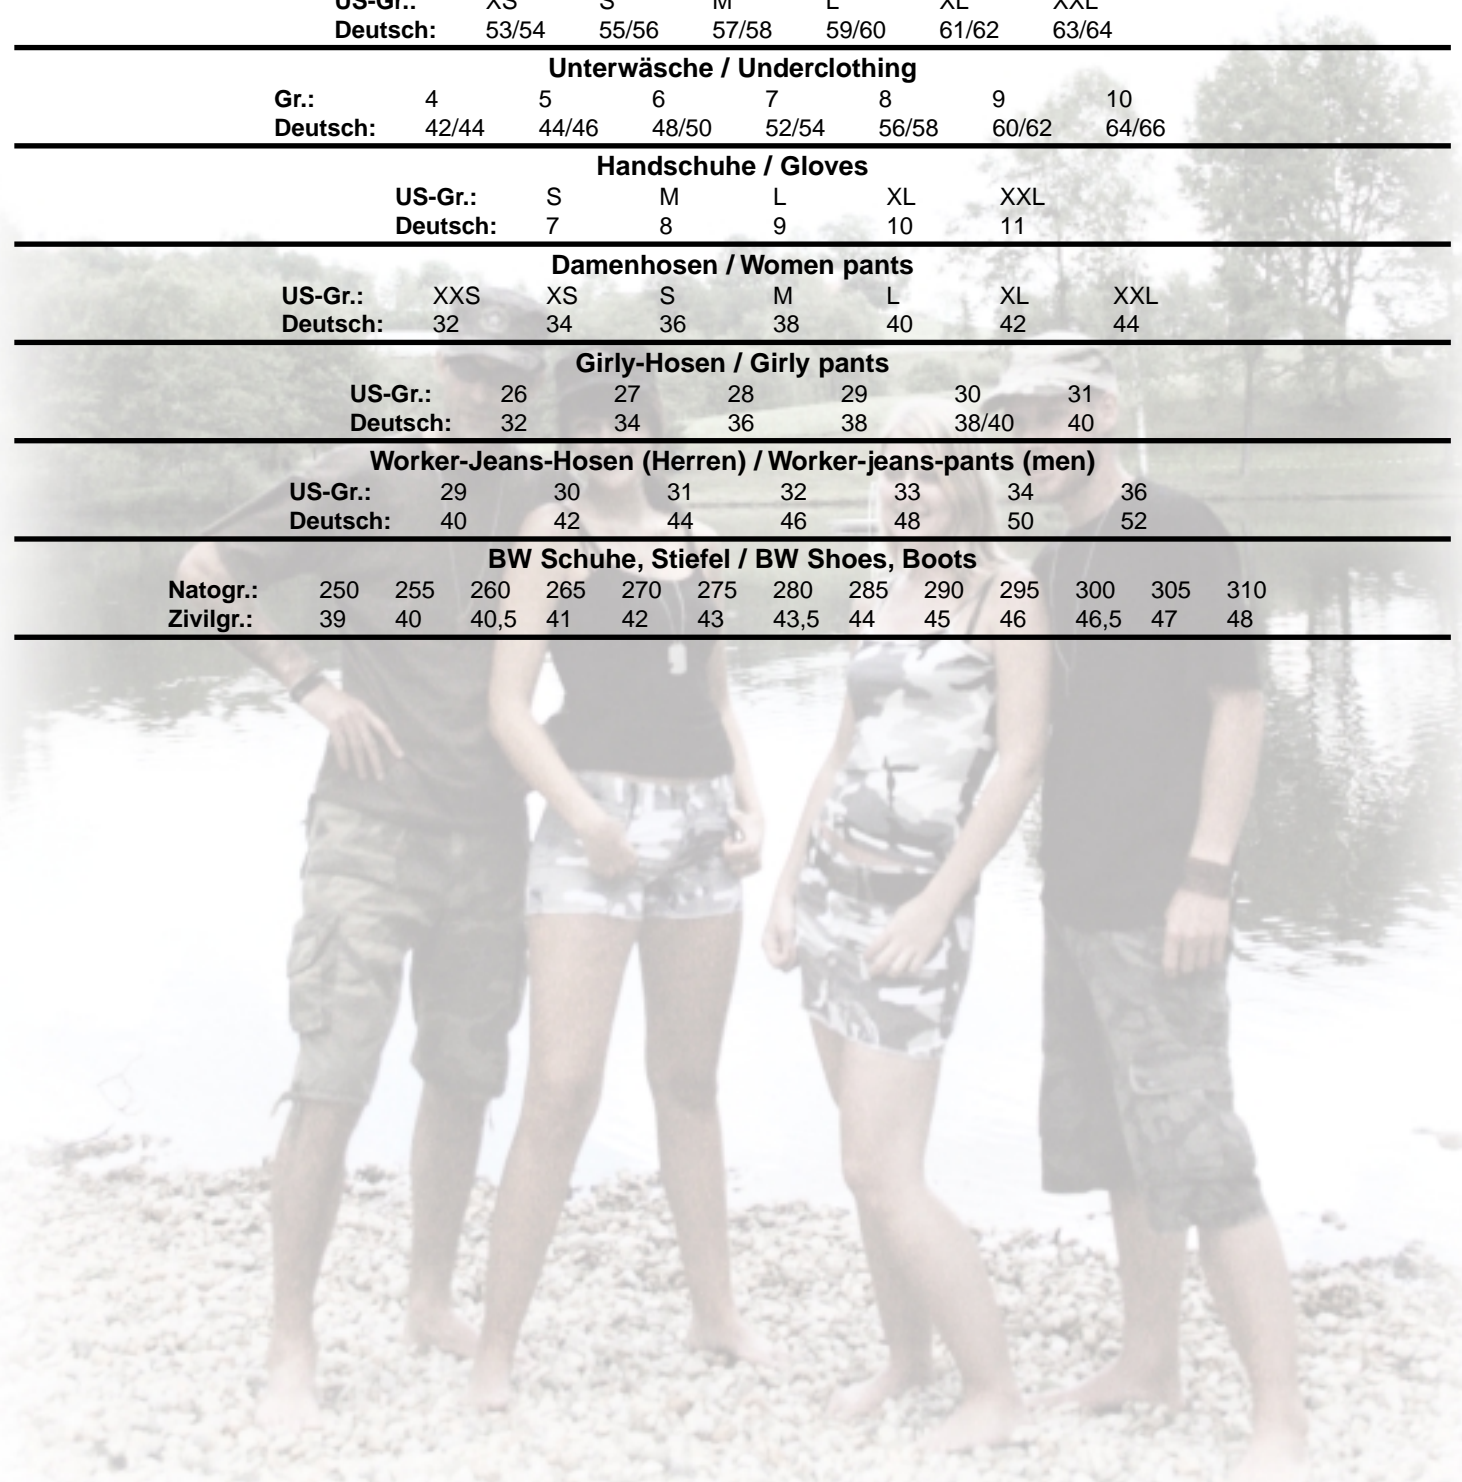 US-Gr.: XS S M L XL XXL
Deutsch: 53/54 55/56 57/58 59/60 61/62 63/64
Unterwäsche / Underclothing
Gr.: 4 5 6 7 8 9 10
Deutsch: 42/44 44/46 48/50 52/54 56/58 60/62 64/66
Handschuhe / Gloves
US-Gr.: S M L XL XXL
Deutsch: 7 8 9 10 11
Damenhosen / Women pants
US-Gr.: XXS XS S M L XL XXL
Deutsch: 32 34 36 38 40 42 44
Girly-Hosen / Girly pants
US-Gr.: 26 27 28 29 30 31
Deutsch: 32 34 36 38 38/40 40
Worker-Jeans-Hosen (Herren) / Worker-jeans-pants (men)
US-Gr.: 29 30 31 32 33 34 36
Deutsch: 40 42 44 46 48 50 52
BW Schuhe, Stiefel / BW Shoes, Boots
Natogr.: 250 255 260 265 270 275 280 285 290 295 300 305 310
Zivilgr.: 39 40 40,5 41 42 43 43,5 44 45 46 46,5 47 48